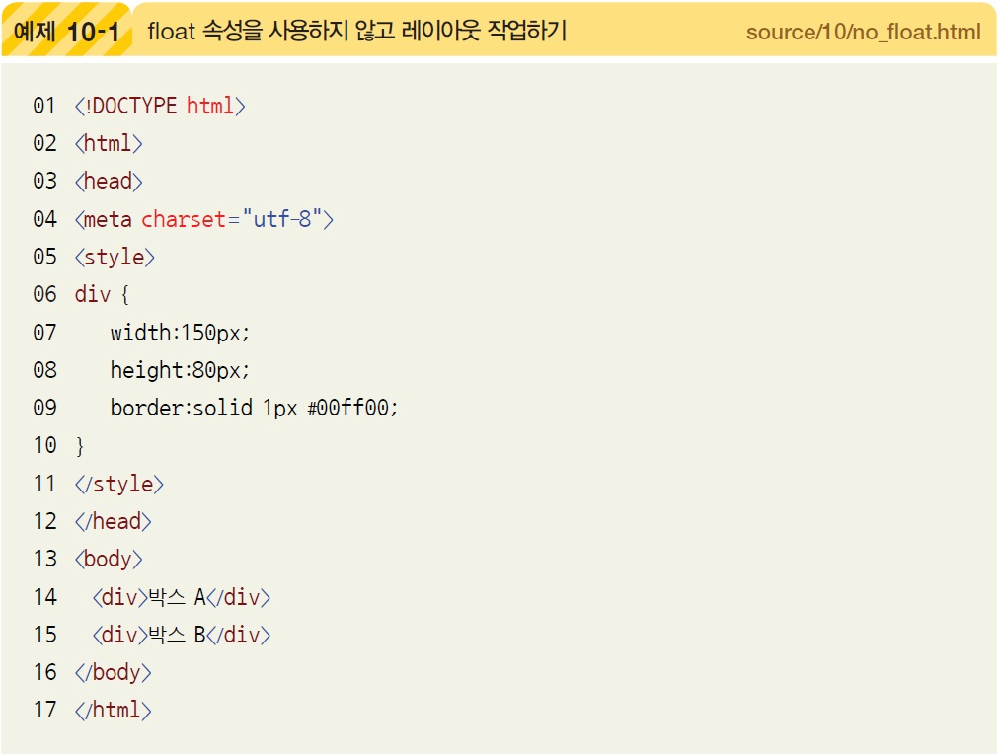 예제 10-1 float 속성을 사용하지 않고 레이아웃 작업하기 source/10/no_float.html
01 <!DOCTYPE html>
02 <html>
03 <head>
04 <meta charset="utf-8">
05 <style>
06 div {
07 width:150px;
08 height:80px;
09 border:solid 1px #00ff00;
10 }
11 </style>
12 </head>
13 <body>
14 <div>박스 A</div>
15 <div>박스 B</div>
16 </body>
17 </html>